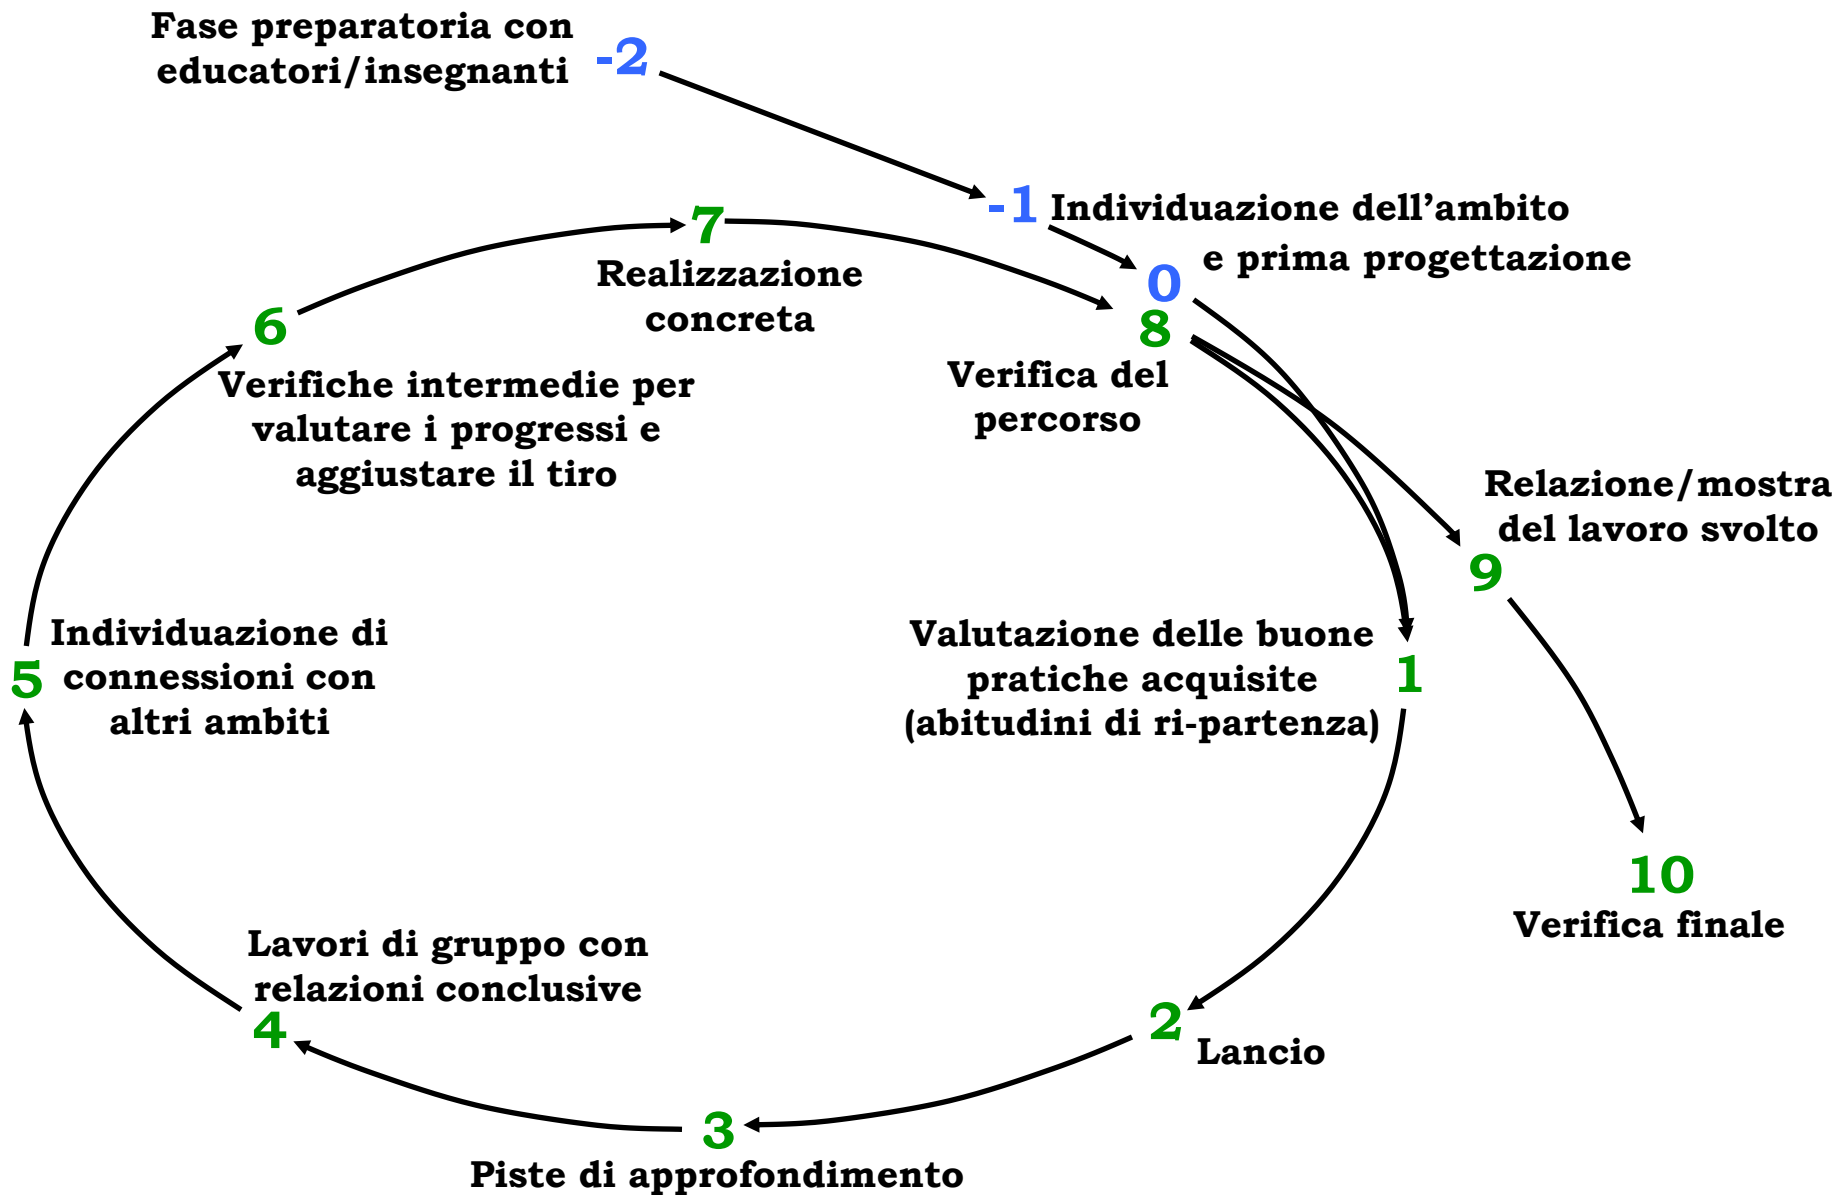 Fase preparatoria con
educatori/insegnanti
-2
-1
Individuazione dell’ambito
e prima progettazione
0
8
Verifica del
percorso
7
Realizzazione
concreta
6
Verifiche intermedie per
valutare i progressi e
aggiustare il tiro
Relazione/mostra
del lavoro svolto
9
Individuazione di
connessioni con
altri ambiti
5
Valutazione delle buone
pratiche acquisite
(abitudini di ri-partenza)
1
10
Verifica finale
Lavori di gruppo con
relazioni conclusive
4
2
Lancio
3
Piste di approfondimento